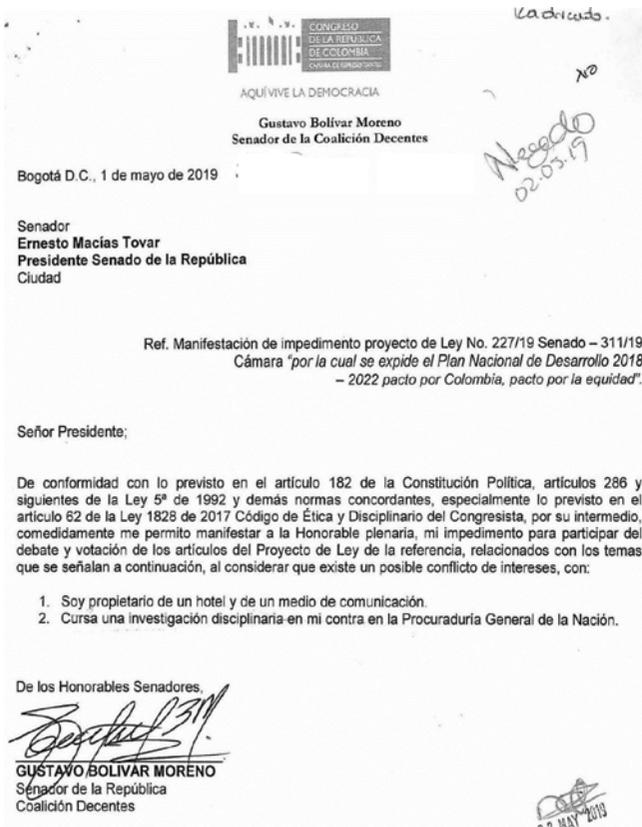 Radicado.
CONGRESO
DE LA REPÚBLICA
DE COLOMBIA
CÁMARA DE REPRESENTANTES
AQUÍ VIVE LA DEMOCRACIA
NO
Negado
02.05.19
Gustavo Bolívar Moreno
Senador de la Coalición Decentes
Bogotá D.C., 1 de mayo de 2019
Senador
Ernesto Macías Tovar
Presidente Senado de la República
Ciudad
Ref. Manifestación de impedimento proyecto de Ley No. 227/19 Senado – 311/19
Cámara "por la cual se expide el Plan Nacional de Desarrollo 2018
– 2022 pacto por Colombia, pacto por la equidad".
Señor Presidente;
De conformidad con lo previsto en el artículo 182 de la Constitución Política, artículos 286 y
siguientes de la Ley 5ª de 1992 y demás normas concordantes, especialmente lo previsto en el
artículo 62 de la Ley 1828 de 2017 Código de Ética y Disciplinario del Congresista, por su intermedio,
comedidamente me permito manifestar a la Honorable plenaria, mi impedimento para participar del
debate y votación de los artículos del Proyecto de Ley de la referencia, relacionados con los temas
que se señalan a continuación, al considerar que existe un posible conflicto de intereses, con:
1. Soy propietario de un hotel y de un medio de comunicación.
2. Cursa una investigación disciplinaria en mi contra en la Procuraduría General de la Nación.
De los Honorables Senadores,
GUSTAVO BOLIVAR MORENO
Senador de la República
Coalición Decentes
MAY 2019